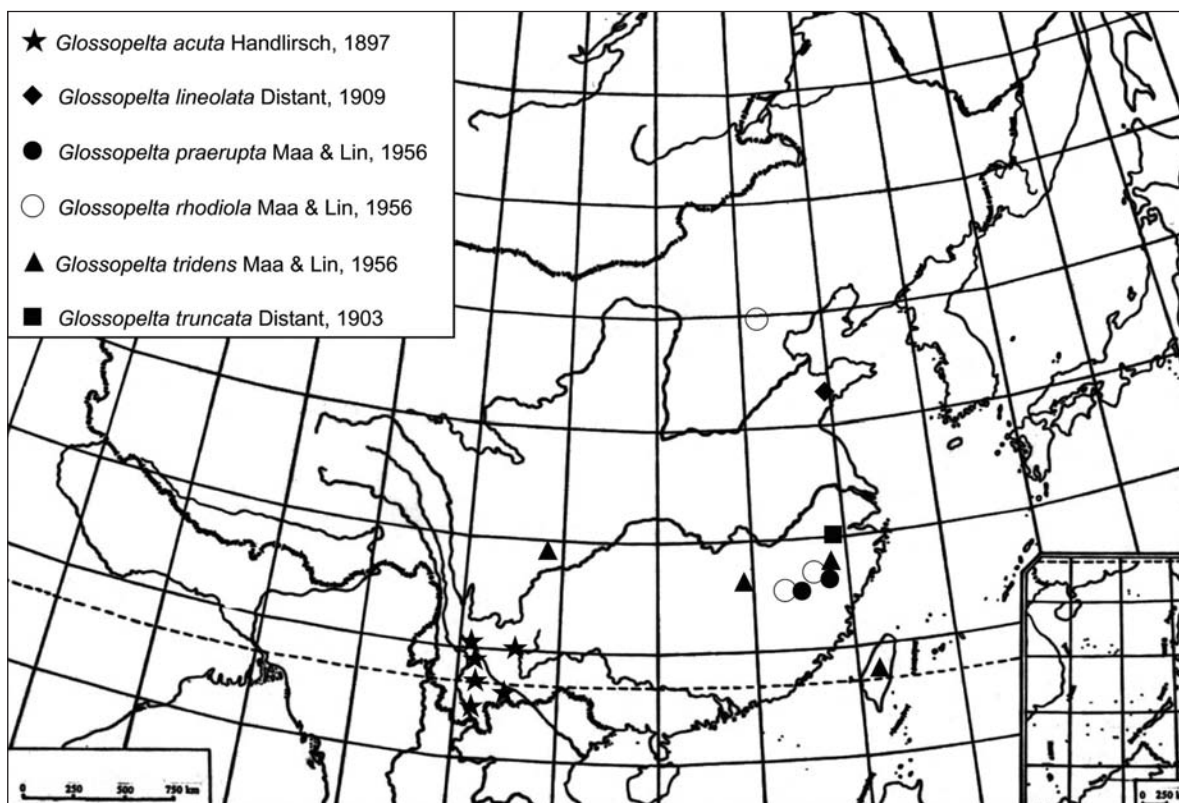 Glossopelta acuta Handlirsch, 1897
Glossopelta lineolata Distant, 1909
Glossopelta praerupta Maa & Lin, 1956
Glossopelta rhodiola Maa & Lin, 1956
Glossopelta tridens Maa & Lin, 1956
Glossopelta truncata Distant, 1903
0 250 500 750 km
0 250